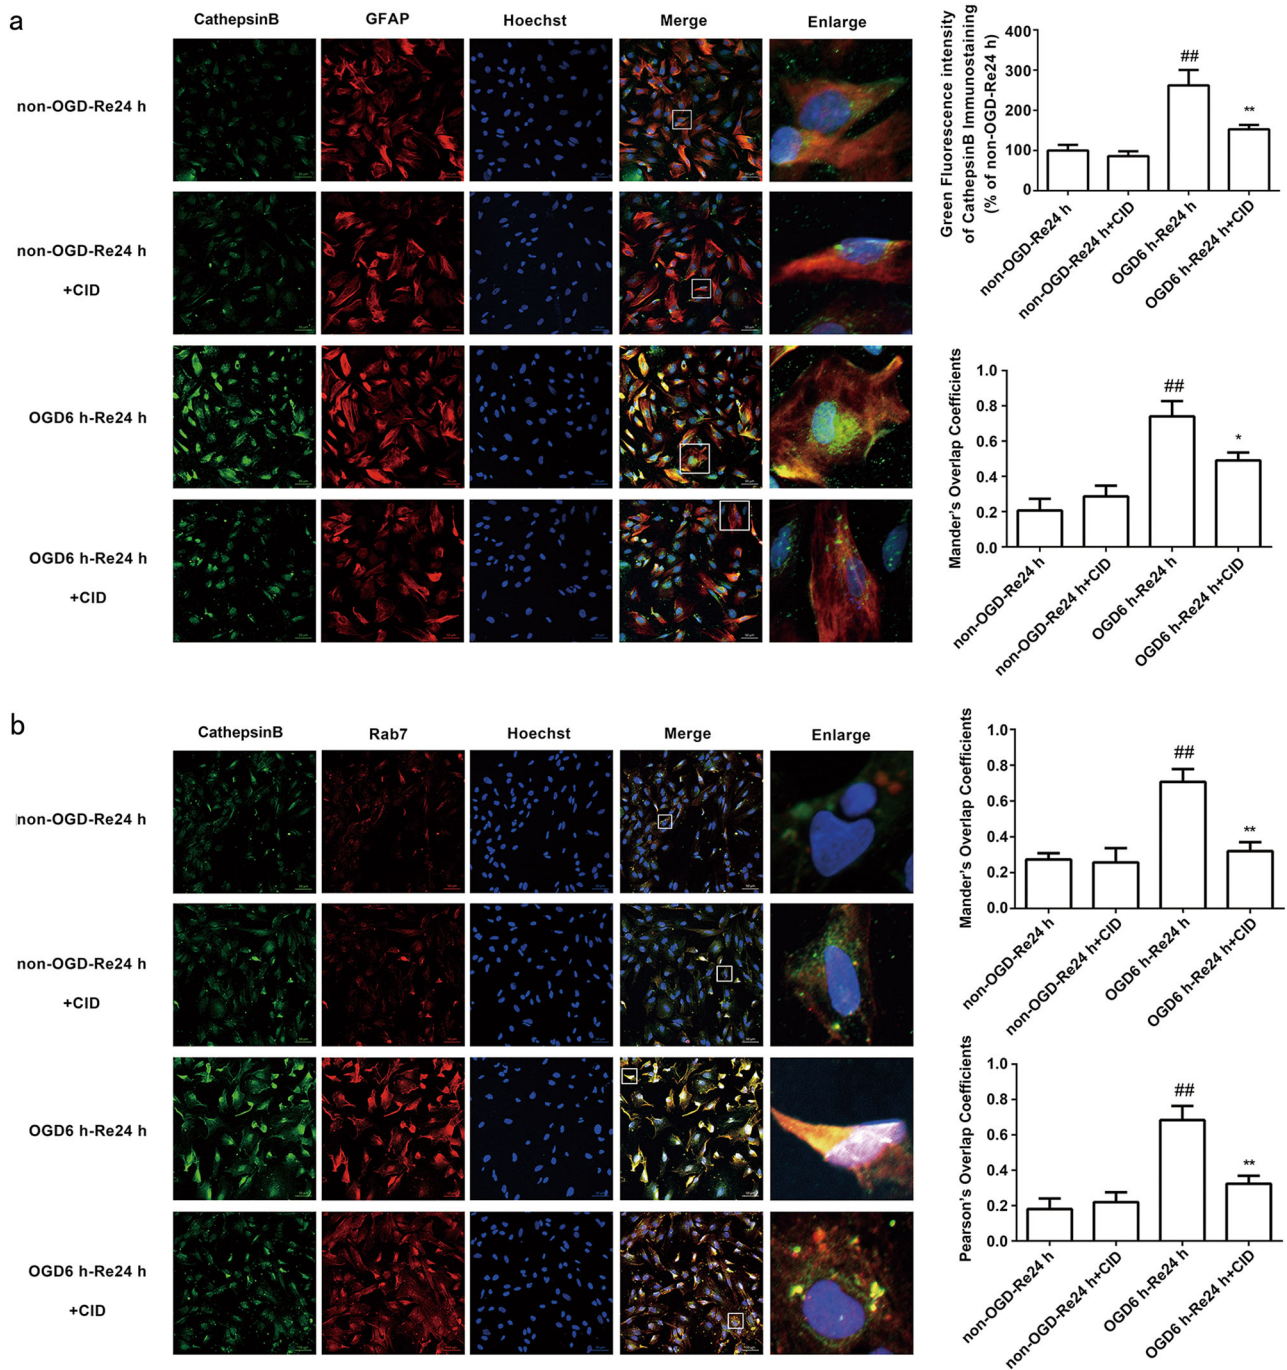 a
CathepsinB GFAP Hoechst Merge Enlarge
non-OGD-Re24 h
non-OGD-Re24 h
+CID
OGD6 h-Re24 h
OGD6 h-Re24 h
+CID
Green Fluorescence intensity
of CathepsinB Immunostaining
(% of non-OGD-Re24 h)
400
300
200
100
0
##
**
non-OGD-Re24 h
non-OGD-Re24 h+CID
OGD6 h-Re24 h
OGD6 h-Re24 h+CID
Mander's Overlap Coefficients
1.0
0.8
0.6
0.4
0.2
0.0
##
*
non-OGD-Re24 h
non-OGD-Re24 h+CID
OGD6 h-Re24 h
OGD6 h-Re24 h+CID
b
CathepsinB Rab7 Hoechst Merge Enlarge
non-OGD-Re24 h
non-OGD-Re24 h
+CID
OGD6 h-Re24 h
OGD6 h-Re24 h
+CID
Mander's Overlap Coefficients
1.0
0.8
0.6
0.4
0.2
0.0
##
**
non-OGD-Re24 h
non-OGD-Re24 h+CID
OGD6 h-Re24 h
OGD6 h-Re24 h+CID
Pearson's Overlap Coefficients
1.0
0.8
0.6
0.4
0.2
0.0
##
**
non-OGD-Re24 h
non-OGD-Re24 h+CID
OGD6 h-Re24 h
OGD6 h-Re24 h+CID